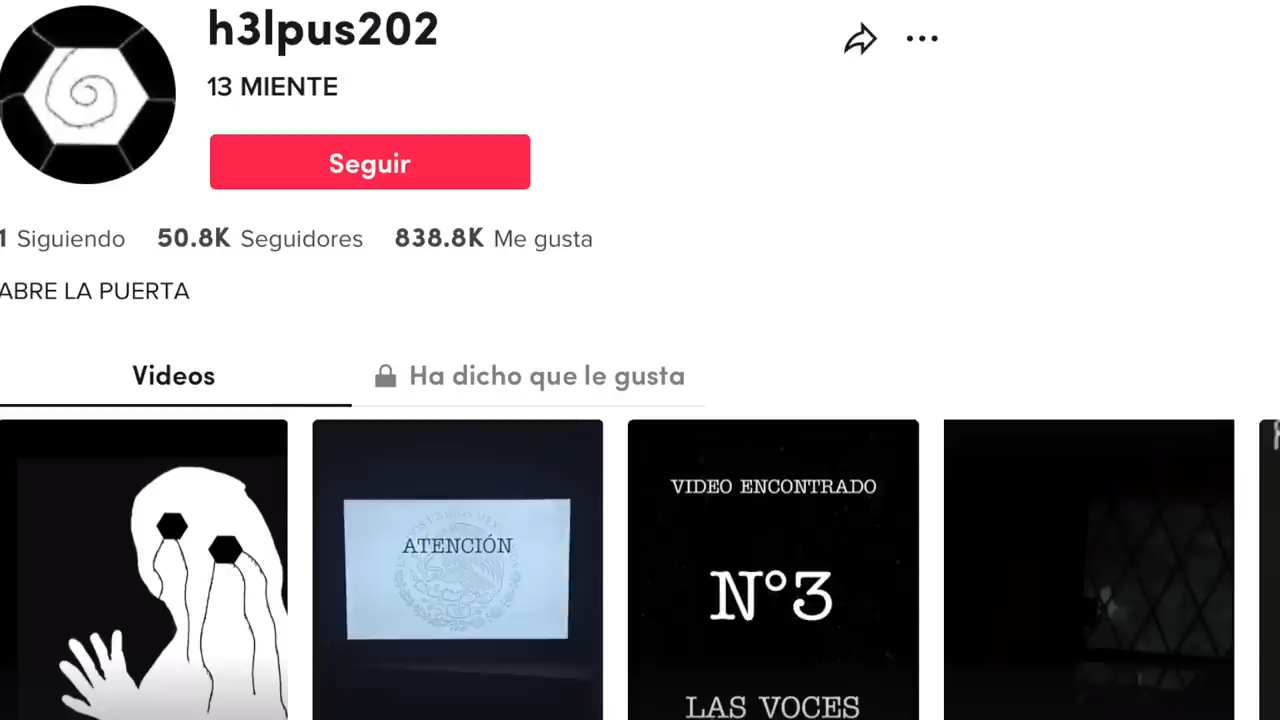 h3lpus202
13 MIENTE
Seguir
1 Siguiendo 50.8K Seguidores 838.8K Me gusta
ABRE LA PUERTA
Videos Ha dicho que le gusta
ATENCIÓN
VIDEO ENCONTRADO
N°3
LAS VOCES